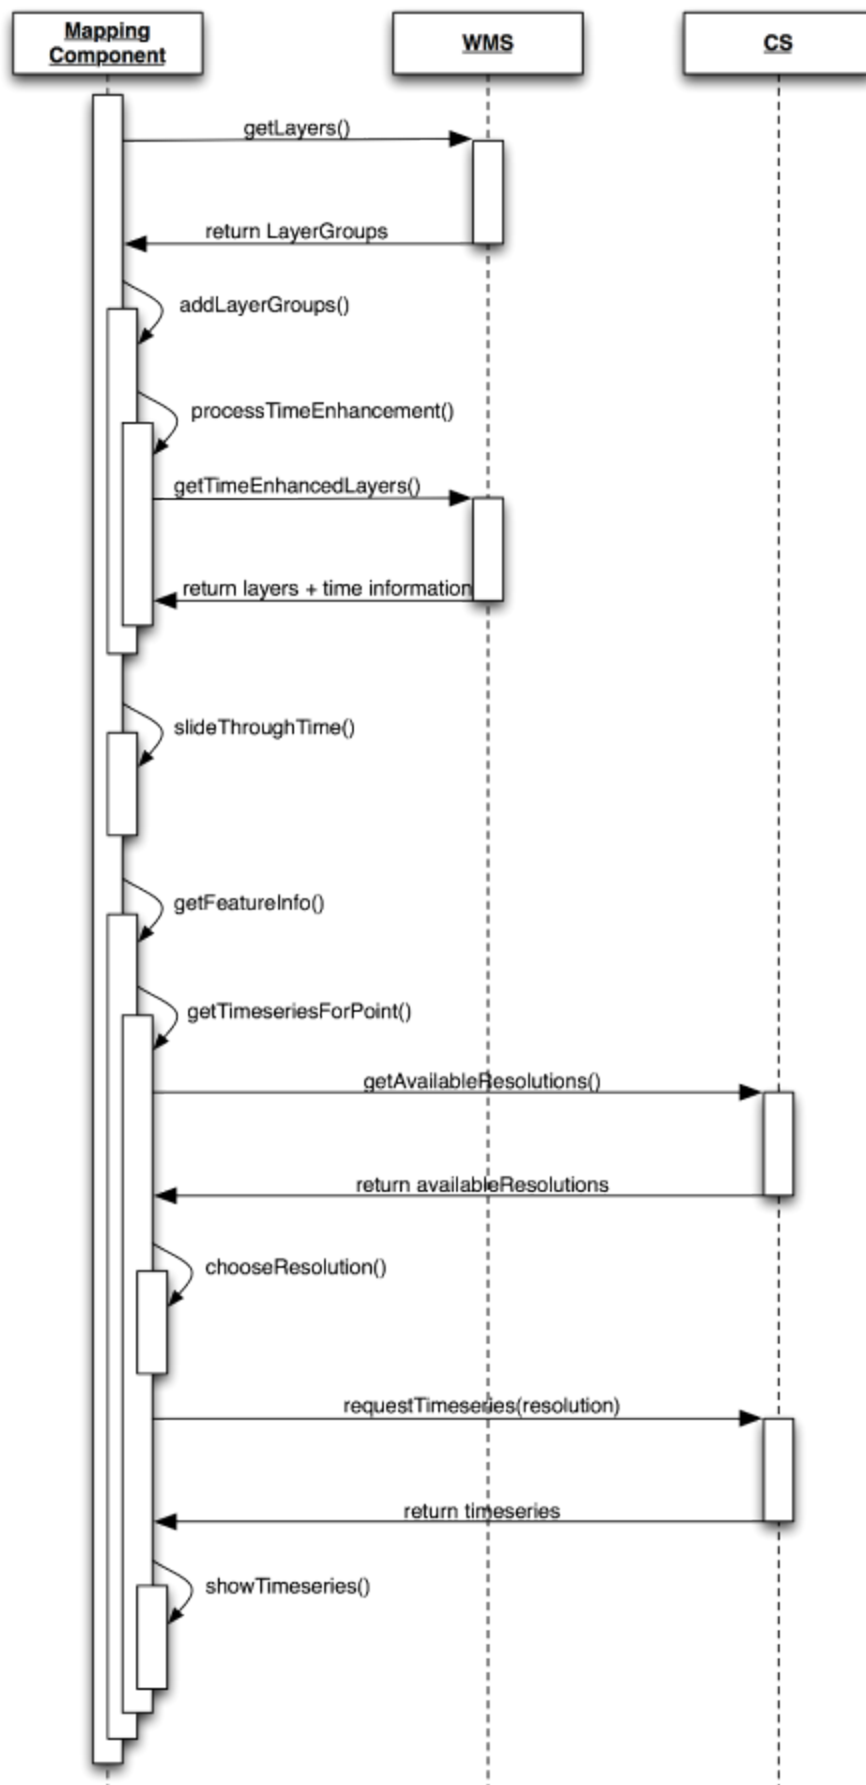 Mapping
Component
WMS
CS
getLayers()
return LayerGroups
addLayerGroups()
processTimeEnhancement()
getTimeEnhancedLayers()
return layers + time information
slideThroughTime()
getFeatureInfo()
getTimeseriesForPoint()
getAvailableResolutions()
return availableResolutions
chooseResolution()
requestTimeseries(resolution)
return timeseries
showTimeseries()